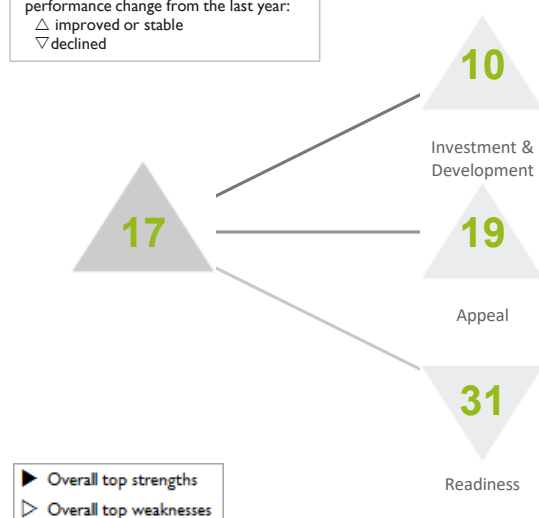 performance change from the last year:
△ improved or stable
▽ declined
10
Investment &
Development
17
19
Appeal
31
Readiness
▶ Overall top strengths
▷ Overall top weaknesses